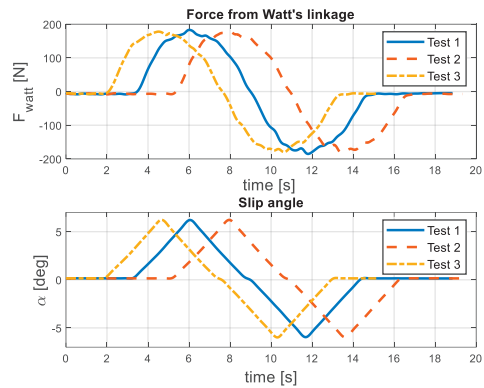 Force from Watt's linkage
F_watt [N]
200
100
0
-100
-200
Test 1
Test 2
Test 3
0 2 4 6 8 10 12 14 16 18 20
time [s]
Slip angle
α [deg]
5
0
-5
Test 1
Test 2
Test 3
0 2 4 6 8 10 12 14 16 18 20
time [s]